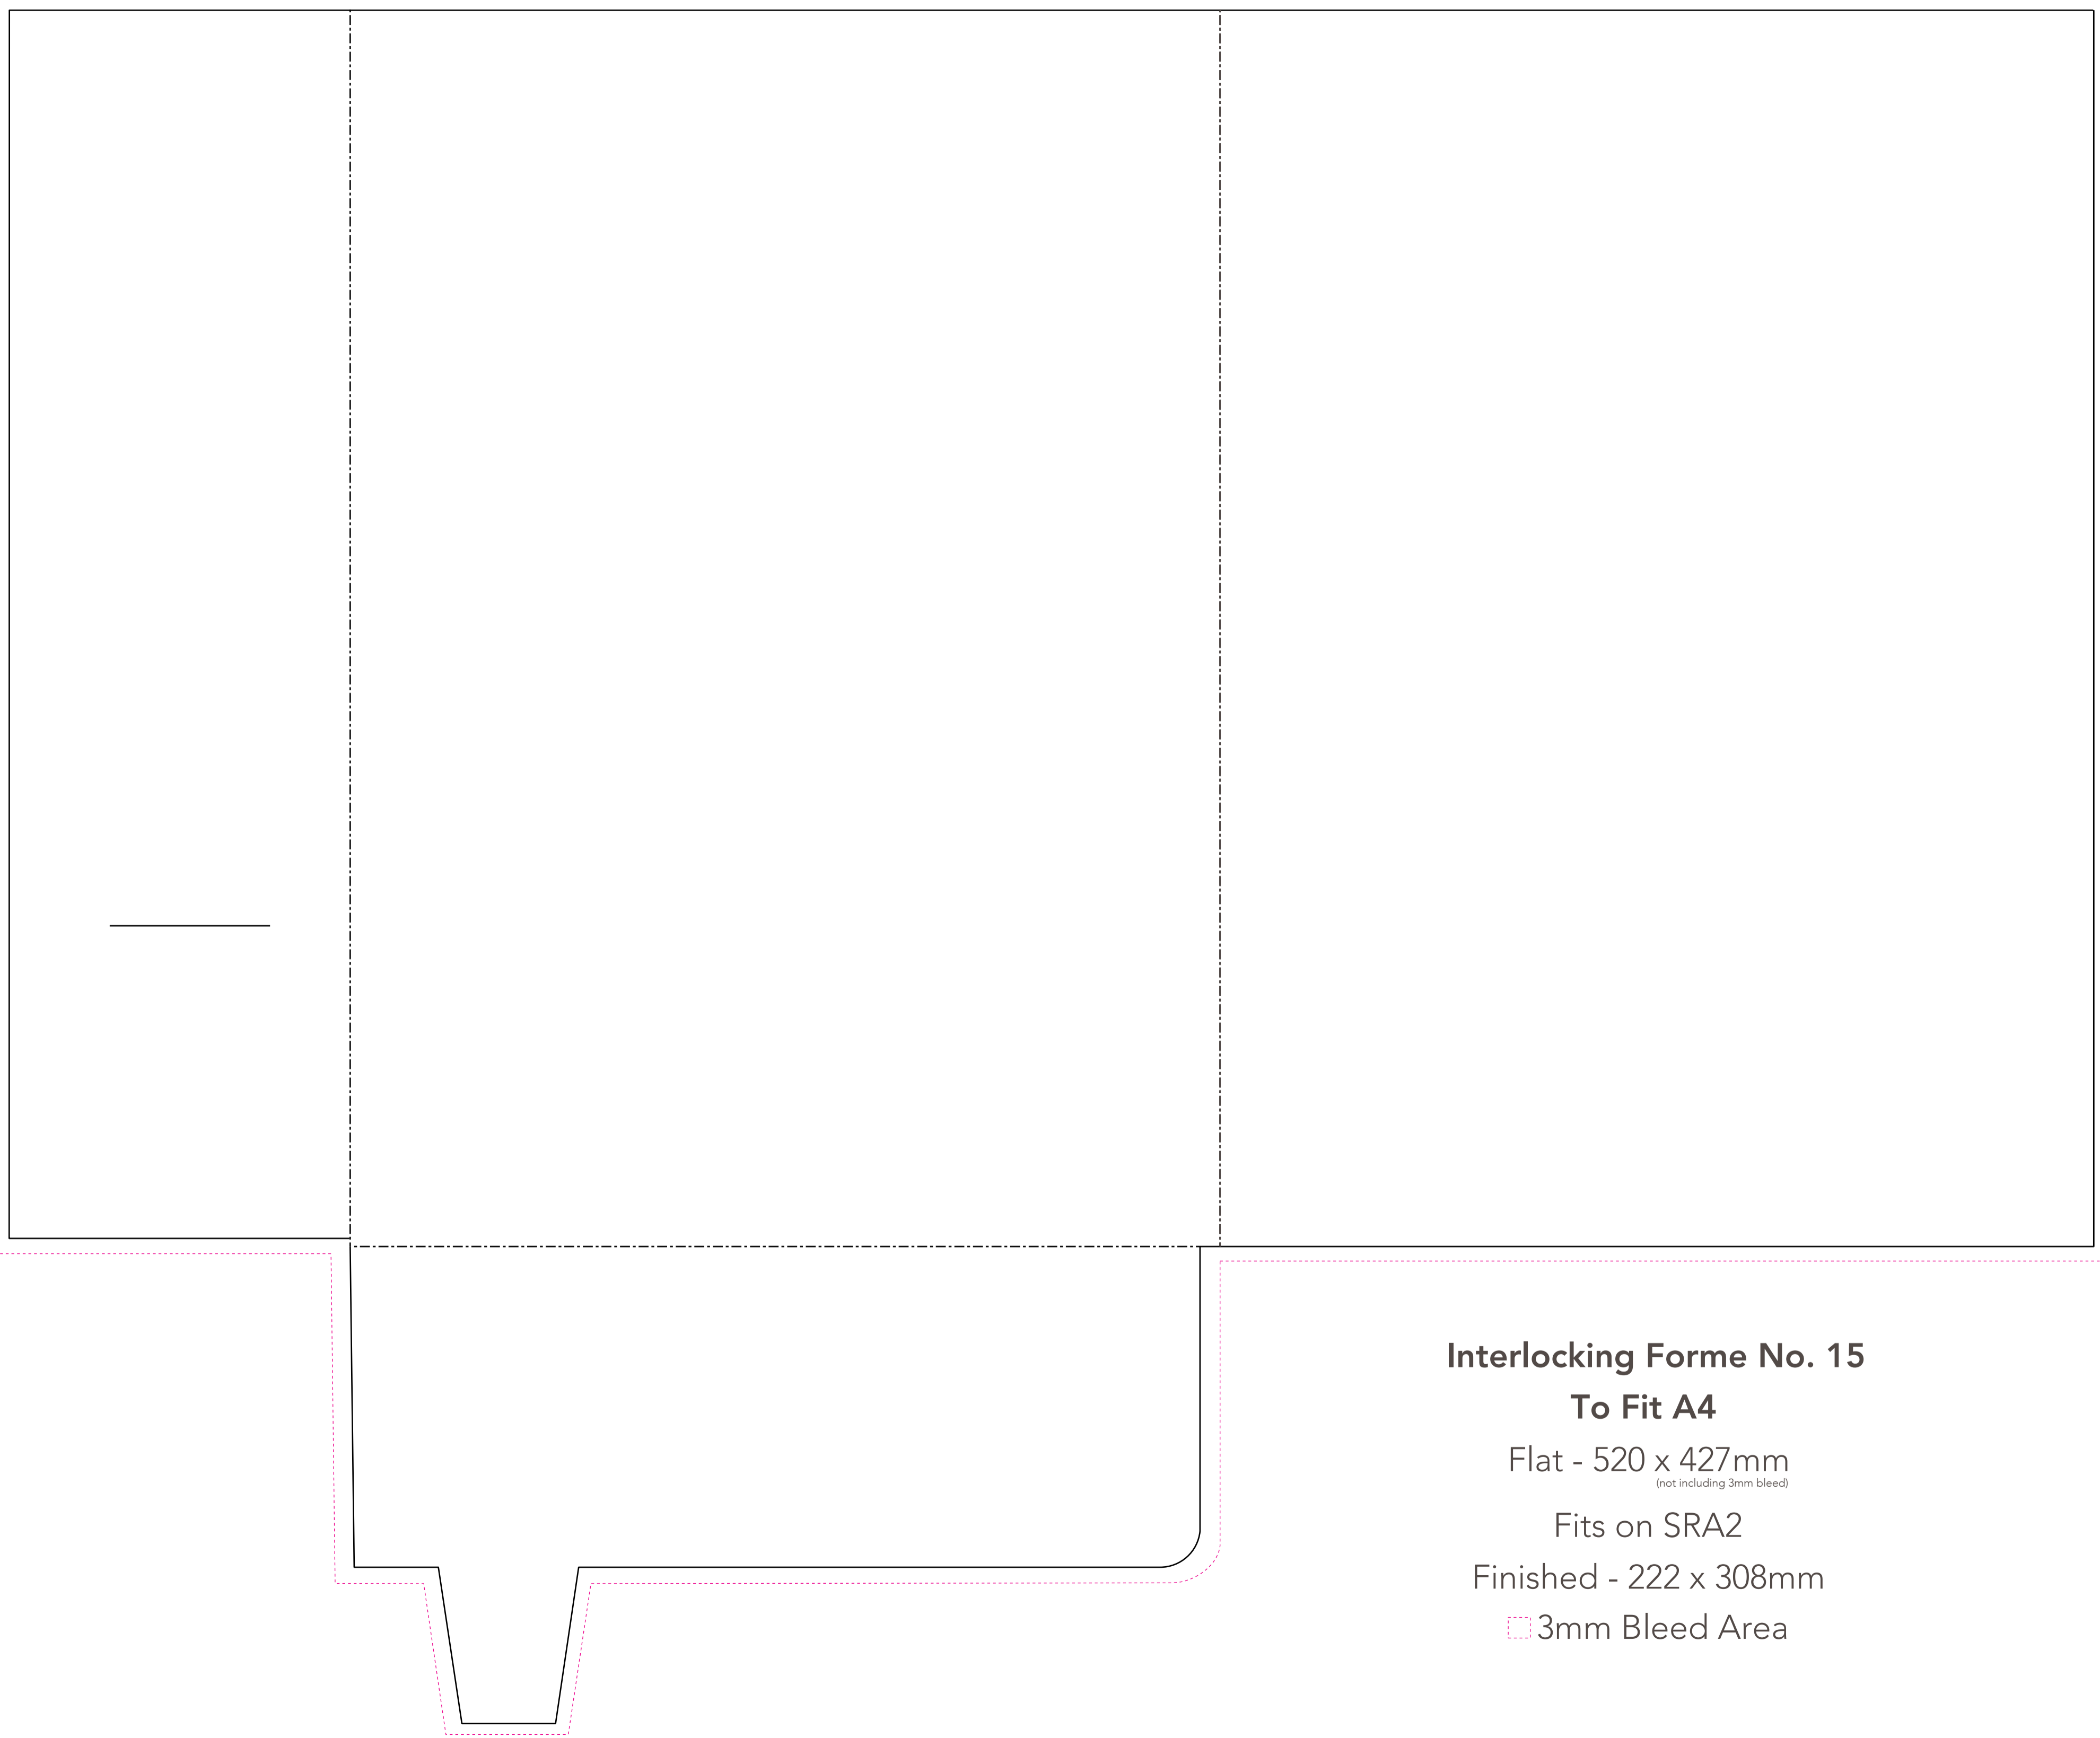 Interlocking Forme No. 15
To Fit A4
Flat - 520 x 427mm
(not including 3mm bleed)
Fits on SRA2
Finished - 222 x 308mm
3mm Bleed Area